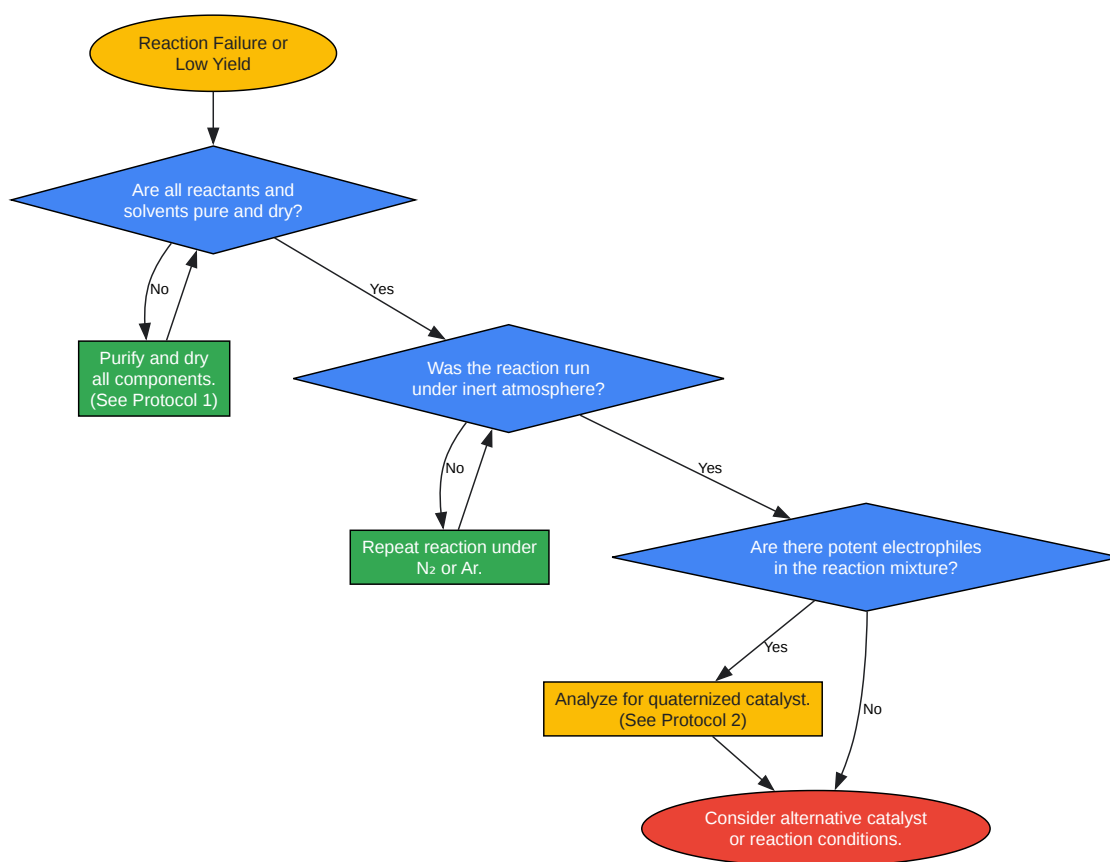 Reaction Failure or
Low Yield
Are all reactants and
solvents pure and dry?
No
Yes
Purify and dry
all components.
(See Protocol 1)
Was the reaction run
under inert atmosphere?
No
Yes
Repeat reaction under
N₂ or Ar.
Are there potent electrophiles
in the reaction mixture?
Yes
No
Analyze for quaternized catalyst.
(See Protocol 2)
Consider alternative catalyst
or reaction conditions.